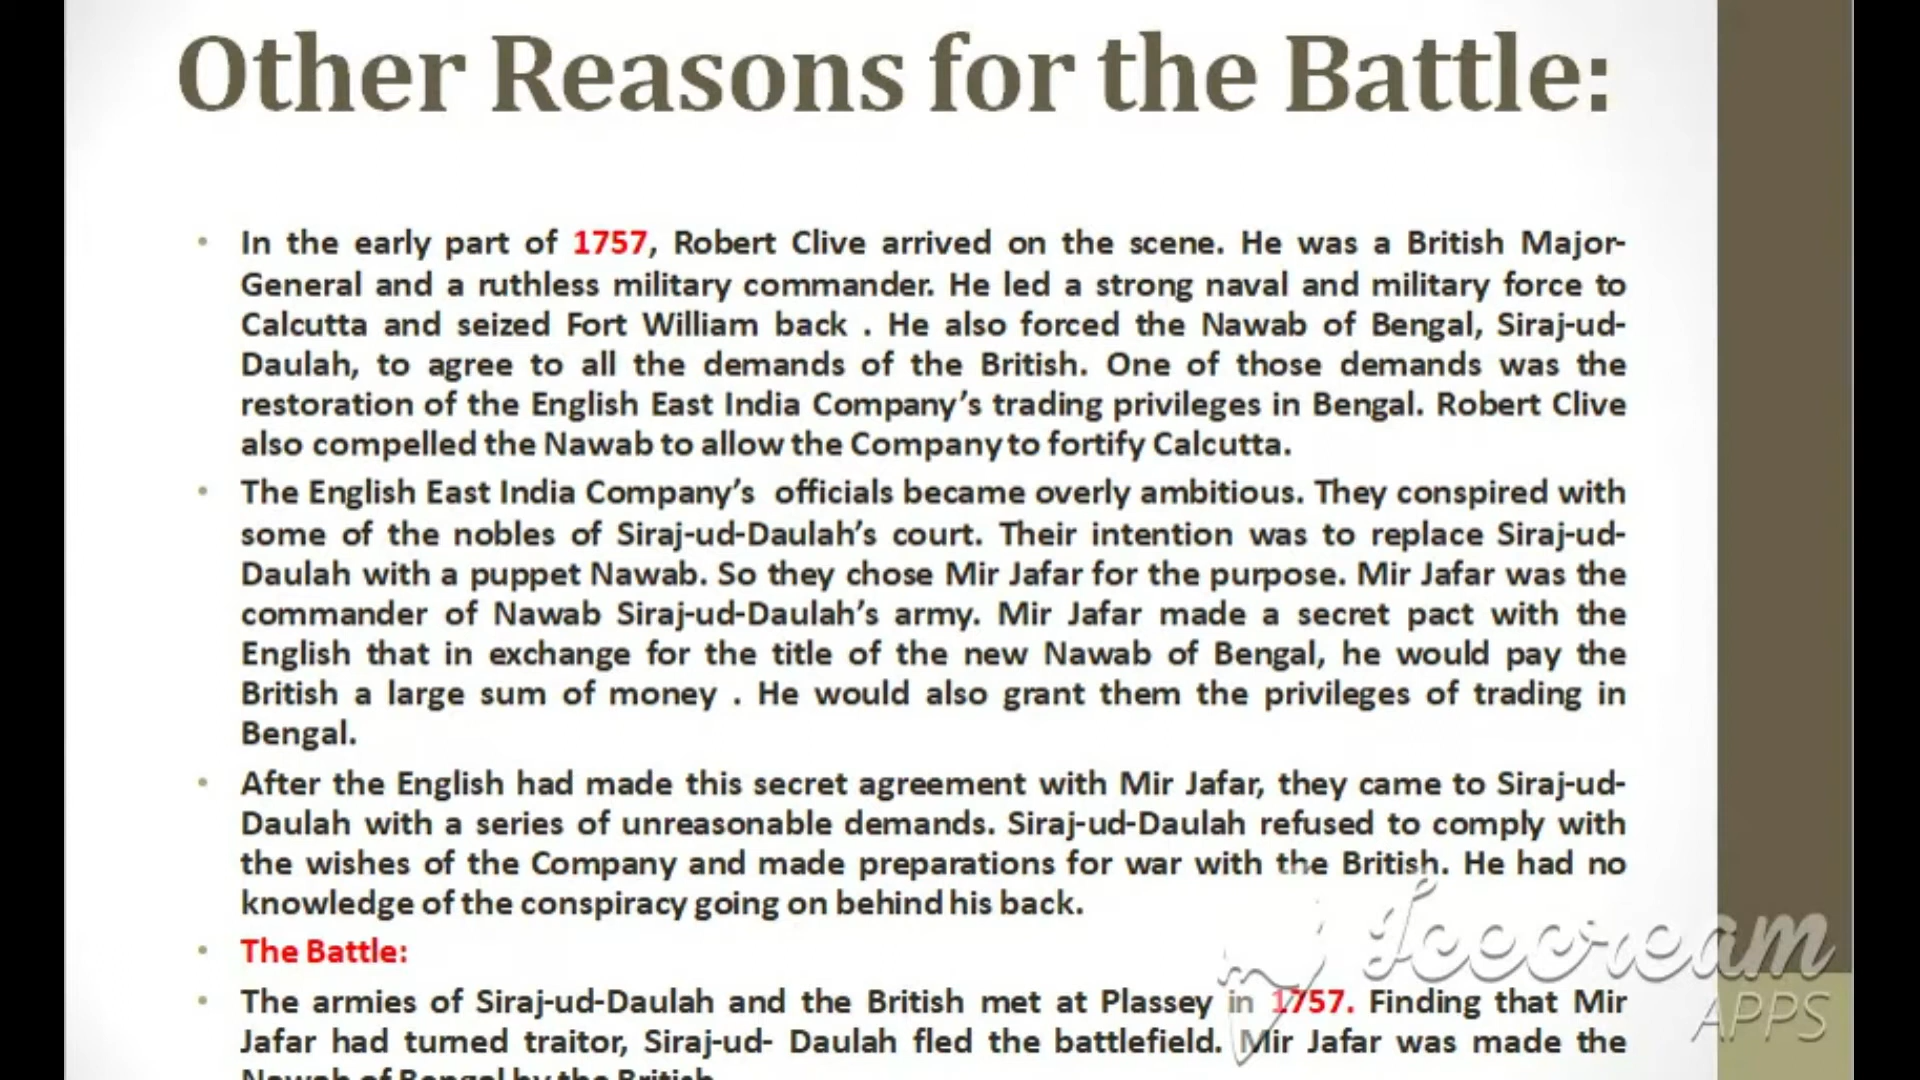 Other Reasons for the Battle:
• In the early part of 1757, Robert Clive arrived on the scene. He was a British Major-
General and a ruthless military commander. He led a strong naval and military force to
Calcutta and seized Fort William back . He also forced the Nawab of Bengal, Siraj-ud-
Daulah, to agree to all the demands of the British. One of those demands was the
restoration of the English East India Company’s trading privileges in Bengal. Robert Clive
also compelled the Nawab to allow the Company to fortify Calcutta.
• The English East India Company’s officials became overly ambitious. They conspired with
some of the nobles of Siraj-ud-Daulah’s court. Their intention was to replace Siraj-ud-
Daulah with a puppet Nawab. So they chose Mir Jafar for the purpose. Mir Jafar was the
commander of Nawab Siraj-ud-Daulah’s army. Mir Jafar made a secret pact with the
English that in exchange for the title of the new Nawab of Bengal, he would pay the
British a large sum of money . He would also grant them the privileges of trading in
Bengal.
• After the English had made this secret agreement with Mir Jafar, they came to Siraj-ud-
Daulah with a series of unreasonable demands. Siraj-ud-Daulah refused to comply with
the wishes of the Company and made preparations for war with the British. He had no
knowledge of the conspiracy going on behind his back.
• The Battle:
• The armies of Siraj-ud-Daulah and the British met at Plassey in 1757. Finding that Mir
Jafar had turned traitor, Siraj-ud- Daulah fled the battlefield. Mir Jafar was made the
Nawab of Bengal by the British
Icecream
APPS